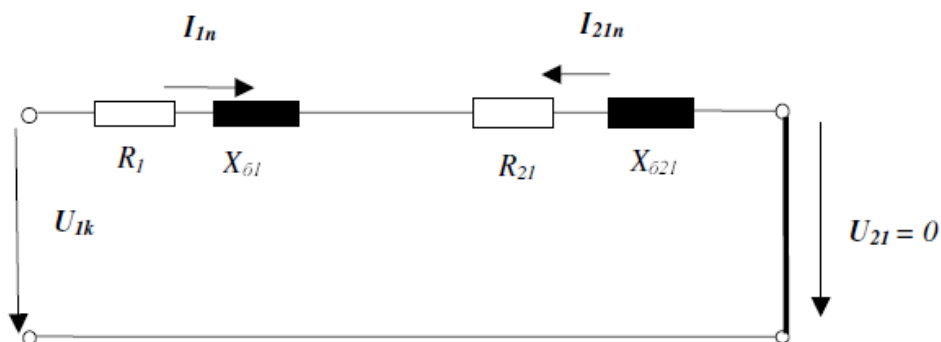 I1n
I21n
R1
Xб1
R21
Xб21
U1k
U21 = 0